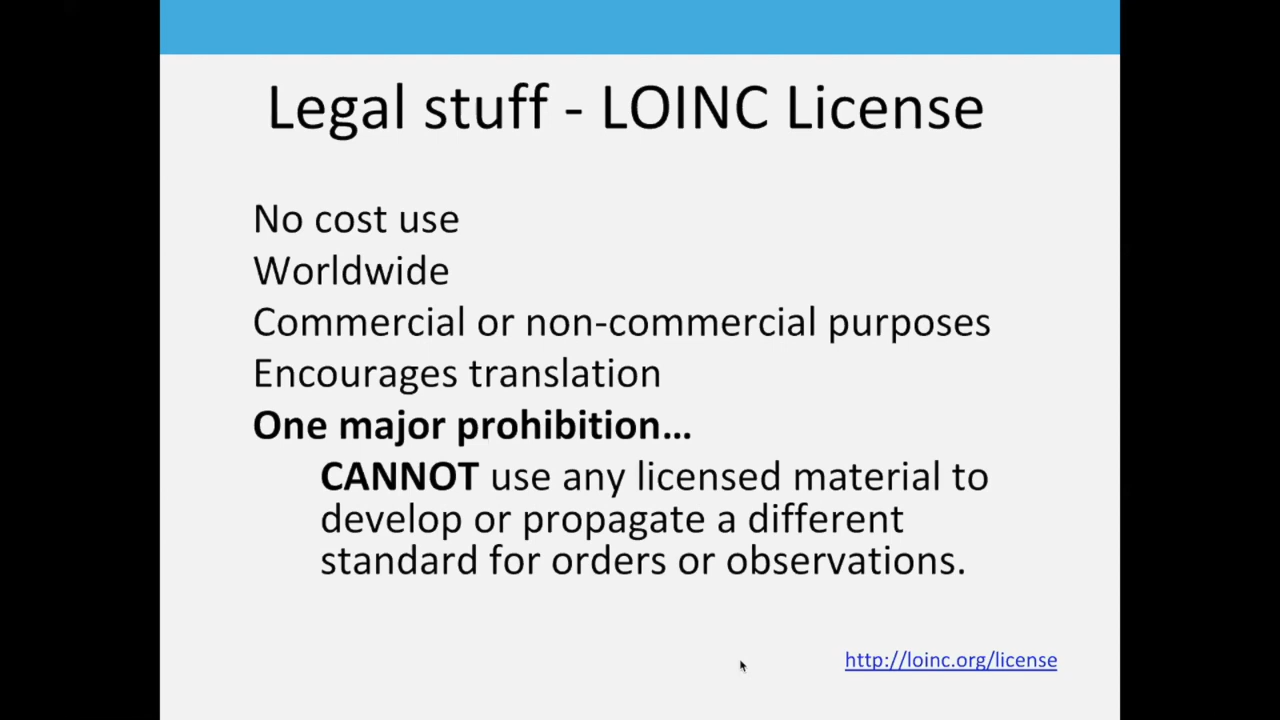 Legal stuff - LOINC License
No cost use
Worldwide
Commercial or non-commercial purposes
Encourages translation
One major prohibition…
CANNOT use any licensed material to
develop or propagate a different
standard for orders or observations.
http://loinc.org/license